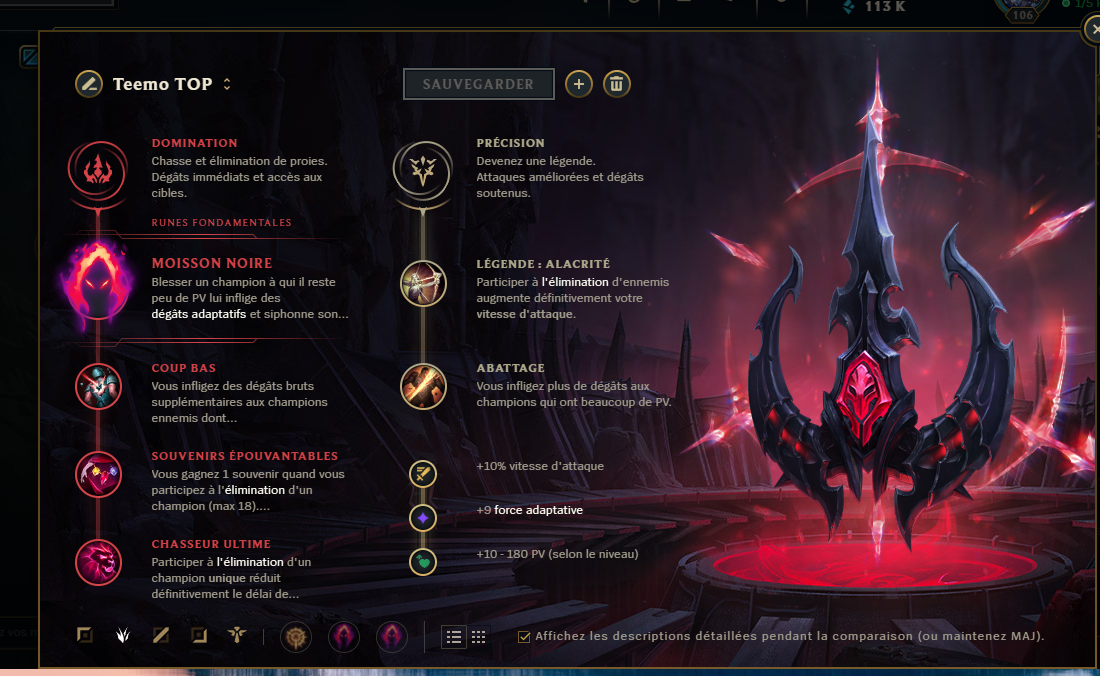 113 K
106
1/5
Teemo TOP
SAUVEGARDER
DOMINATION
Chasse et élimination de proies.
Dégâts immédiats et accès aux
cibles.
RUNES FONDAMENTALES
MOISSON NOIRE
Blesser un champion à qui il reste
peu de PV lui inflige des
dégâts adaptatifs et siphonne son...
COUP BAS
Vous infligez des dégâts bruts
supplémentaires aux champions
ennemis dont...
SOUVENIRS ÉPOUVANTABLES
Vous gagnez 1 souvenir quand vous
participez à l'élimination d'un
champion (max 18)....
CHASSEUR ULTIME
Participer à l'élimination d'un
champion unique réduit
définitivement le délai de...
PRÉCISION
Devenez une légende.
Attaques améliorées et dégâts
soutenus.
LÉGENDE : ALACRITÉ
Participer à l'élimination d'ennemis
augmente définitivement votre
vitesse d'attaque.
ABATTAGE
Vous infligez plus de dégâts aux
champions qui ont beaucoup de PV.
+10% vitesse d'attaque
+9 force adaptative
+10 - 180 PV (selon le niveau)
Affichez les descriptions détaillées pendant la comparaison (ou maintenez MAJ).